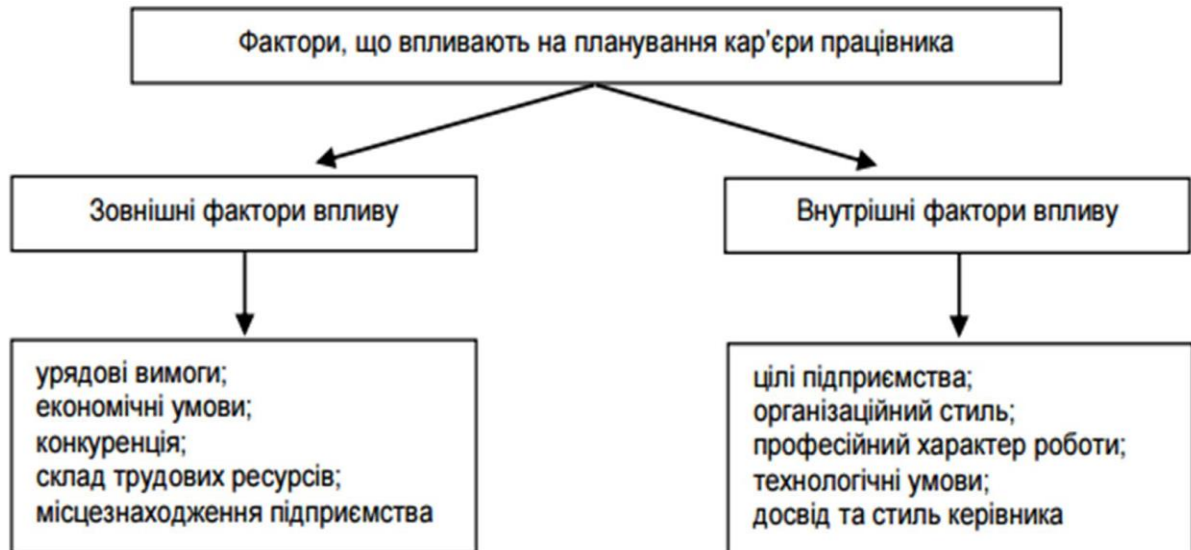 Фактори, що впливають на планування кар'єри працівника
Зовнішні фактори впливу
Внутрішні фактори впливу
урядові вимоги;
економічні умови;
конкуренція;
склад трудових ресурсів;
місцезнаходження підприємства
цілі підприємства;
організаційний стиль;
професійний характер роботи;
технологічні умови;
досвід та стиль керівника